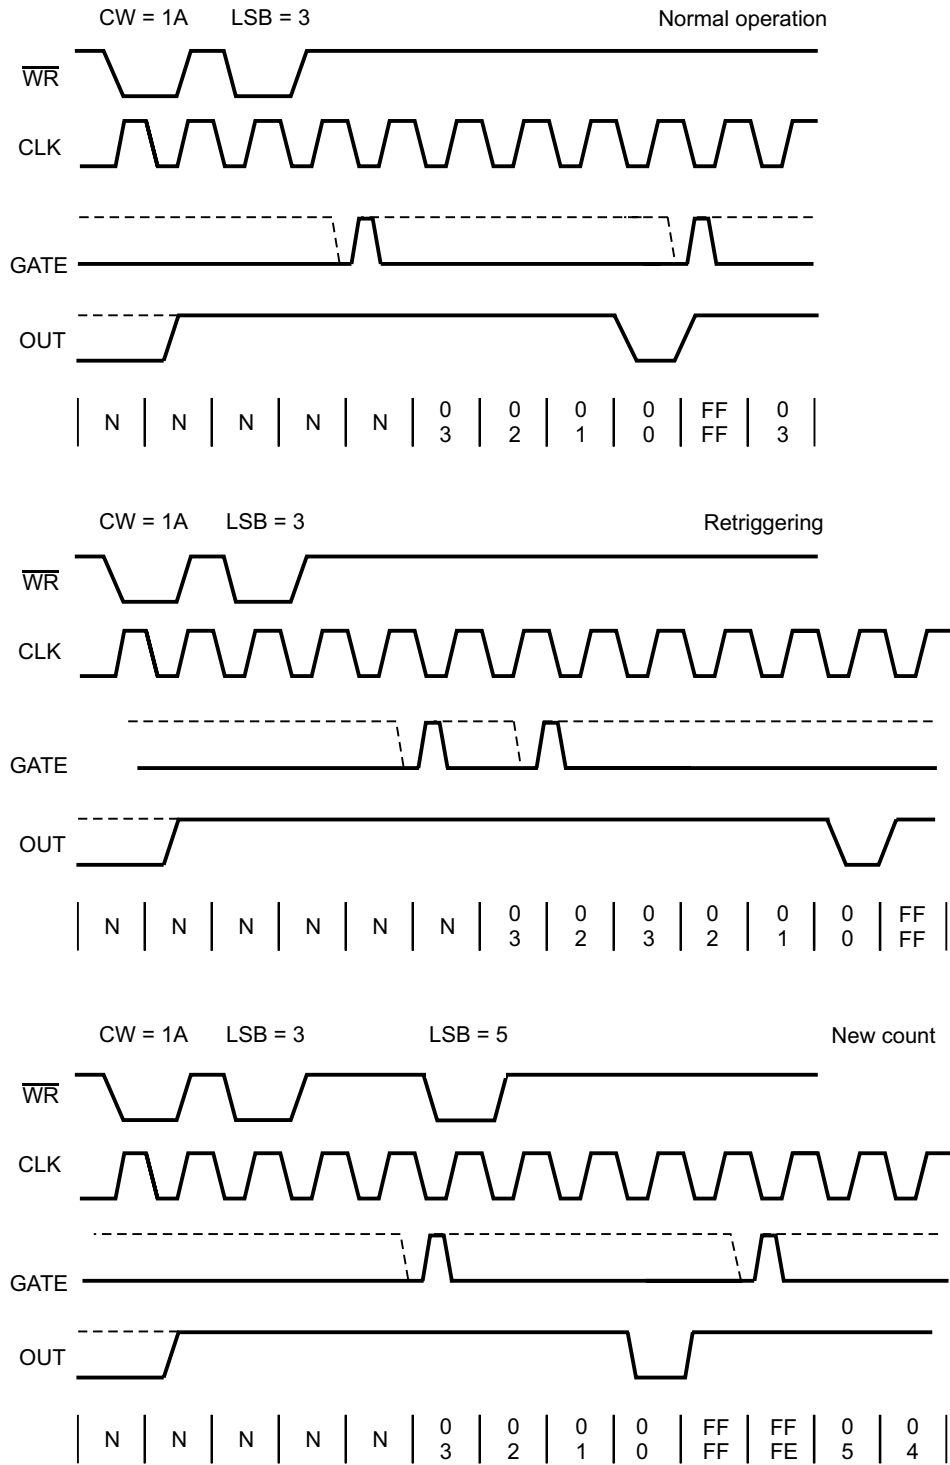 CW = 1A LSB = 3 Normal operation
WR
CLK
GATE
OUT
N N N N N 0 0 0 0 FF 0
3 2 1 0 FF 3
CW = 1A LSB = 3 Retriggering
WR
CLK
GATE
OUT
N N N N N N 0 0 0 0 0 0 FF
3 2 3 2 1 0 FF
CW = 1A LSB = 3 LSB = 5 New count
WR
CLK
GATE
OUT
N N N N N 0 0 0 0 FF FF 0 0
3 2 1 0 FF FE 5 4